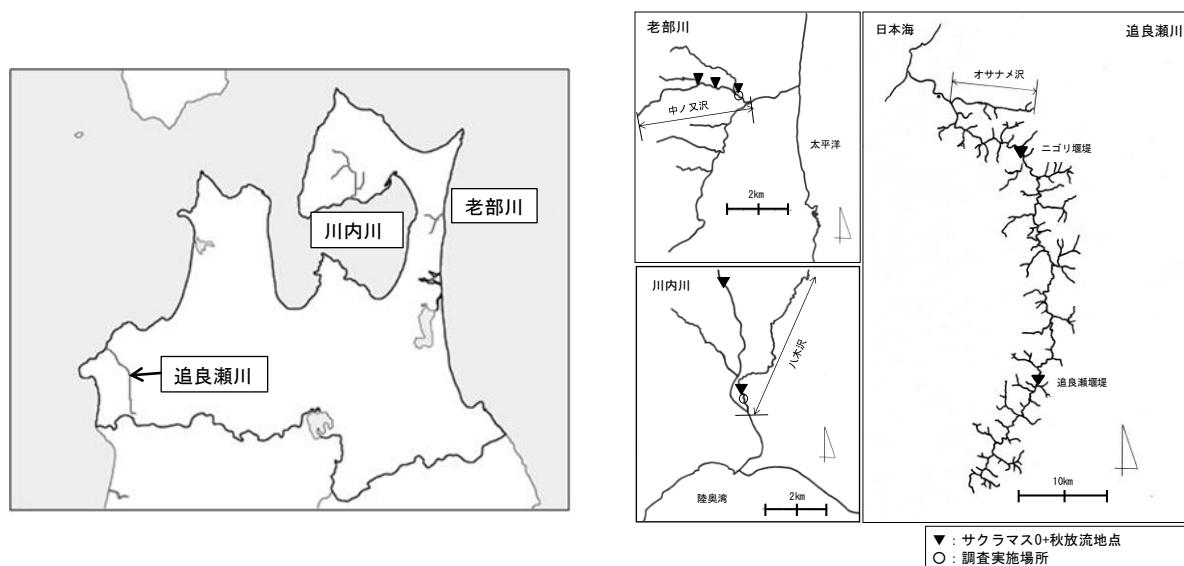 老部川
川内川
追良瀬川
老部川
中ノ又沢
太平洋
2km
川内川
八木沢
陸奥湾
2km
日本海
追良瀬川
オサナメ沢
ニゴリ堰堤
追良瀬堰堤
10km
▼：サクラマス0+秋放流地点
○：調査実施場所